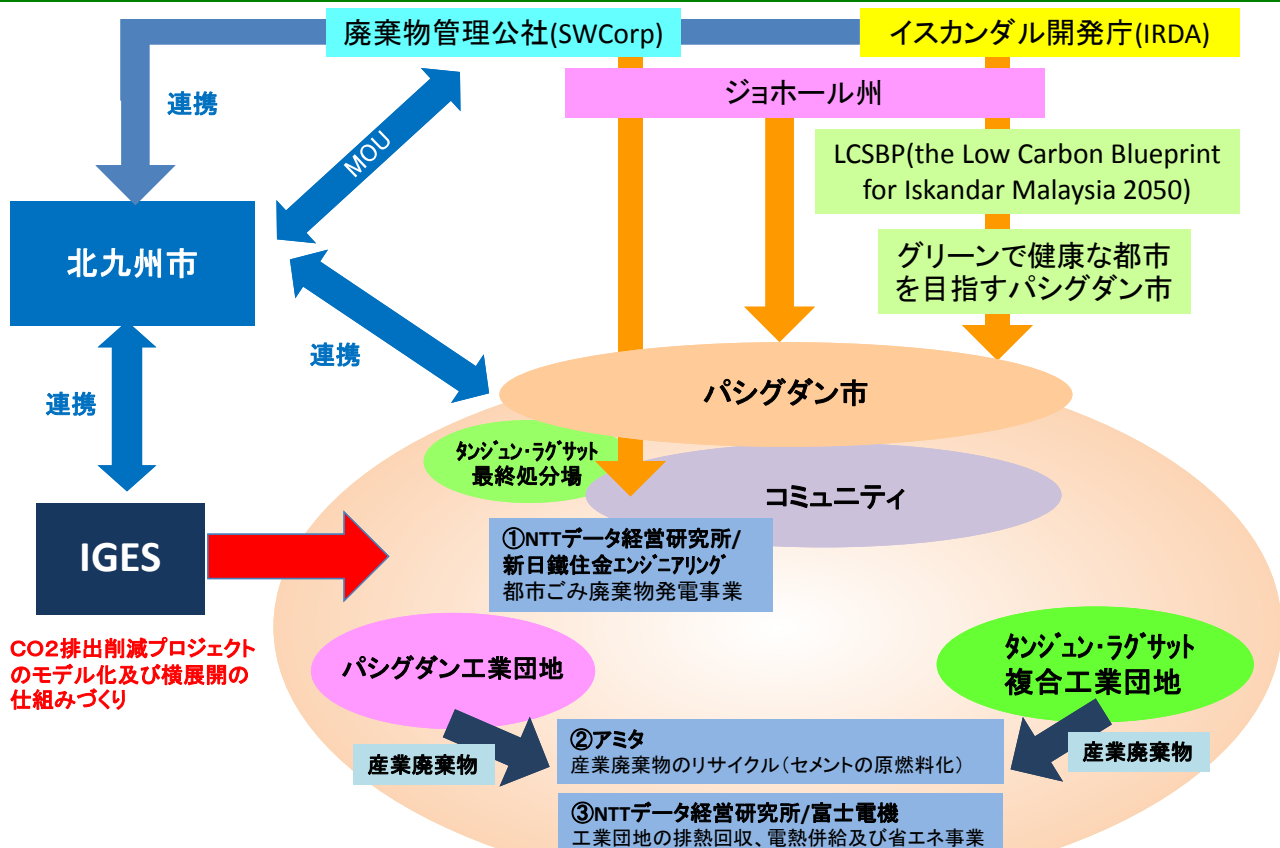 廃棄物管理公社(SWCorp)
イスカンダル開発庁(IRDA)
ジョホール州
連携
MOU
LCSBP(the Low Carbon Blueprint
for Iskandar Malaysia 2050)
北九州市
グリーンで健康な都市
を目指すパシグダン市
連携
パシグダン市
連携
ﾀﾝｼﾞｭﾝ・ﾗｸﾞｻｯﾄ
最終処分場
コミュニティ
IGES
①NTTデータ経営研究所/
新日鐵住金ｴﾝｼﾞﾆｱﾘﾝｸﾞ
都市ごみ廃棄物発電事業
CO2排出削減プロジェクト
のモデル化及び横展開の
仕組みづくり
パシグダン工業団地
ﾀﾝｼﾞｭﾝ・ﾗｸﾞｻｯﾄ
複合工業団地
産業廃棄物
②アミタ
産業廃棄物のリサイクル（セメントの原燃料化）
産業廃棄物
③NTTデータ経営研究所/富士電機
工業団地の排熱回収、電熱併給及び省エネ事業